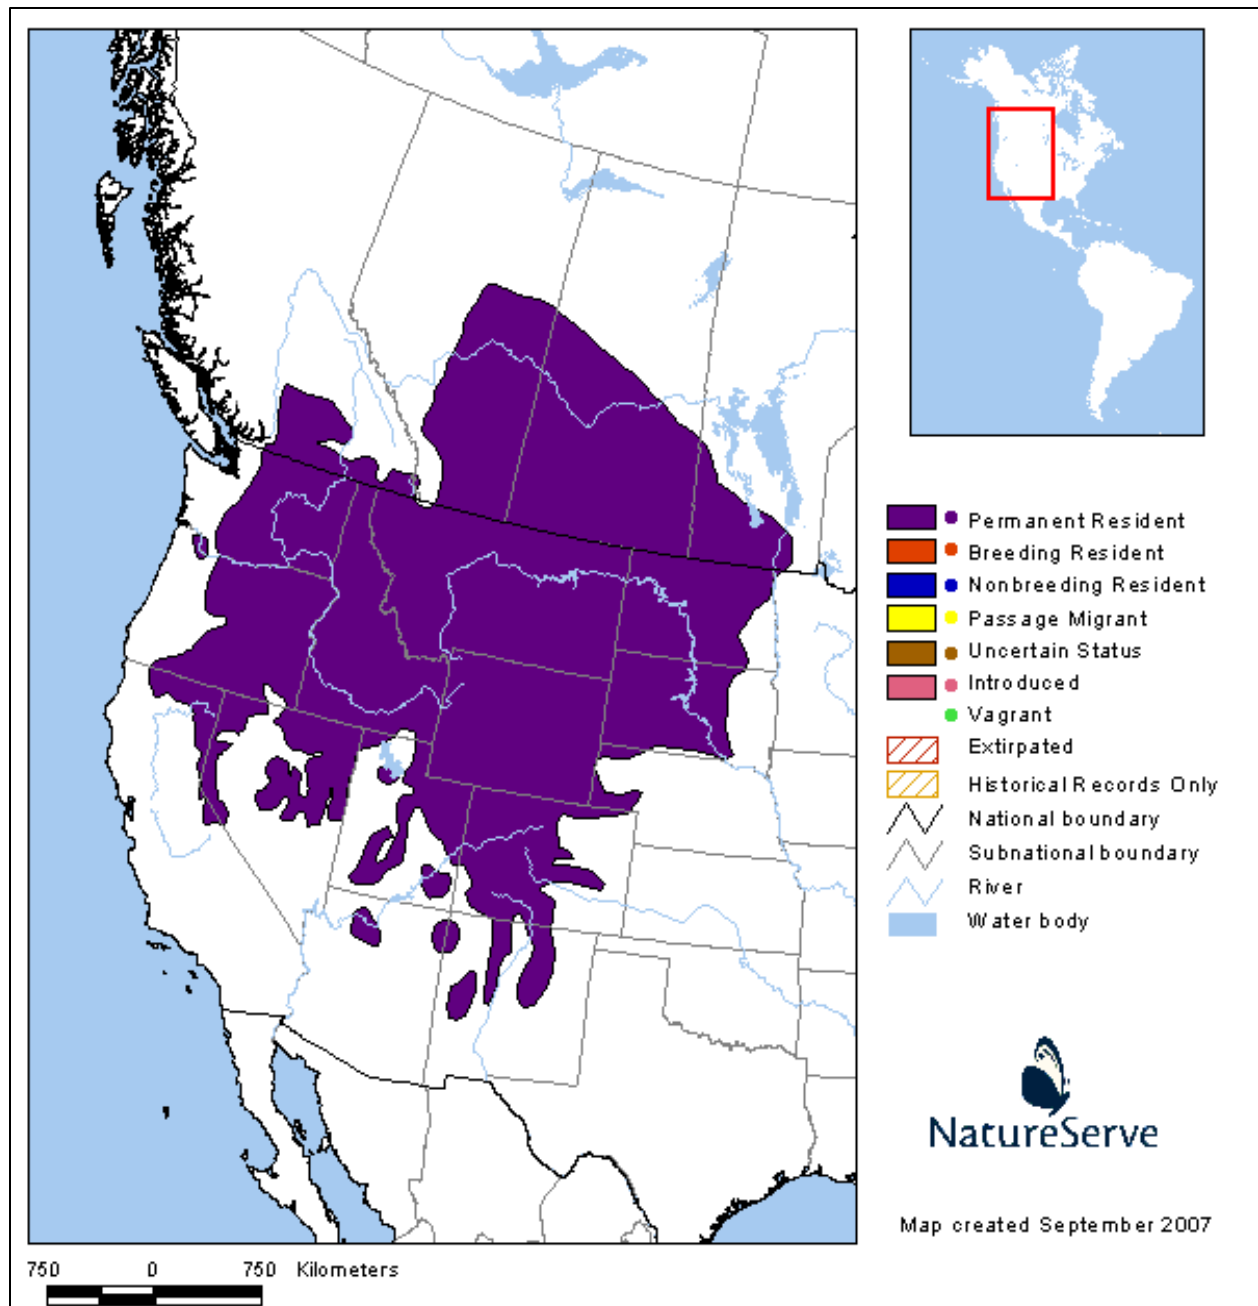 Permanent Resident
Breeding Resident
Nonbreeding Resident
Passage Migrant
Uncertain Status
Introduced
Vagrant
Extirpated
Historical Records Only
National boundary
Subnational boundary
River
Water body
NatureServe
Map created September 2007
750 0 750 Kilometers